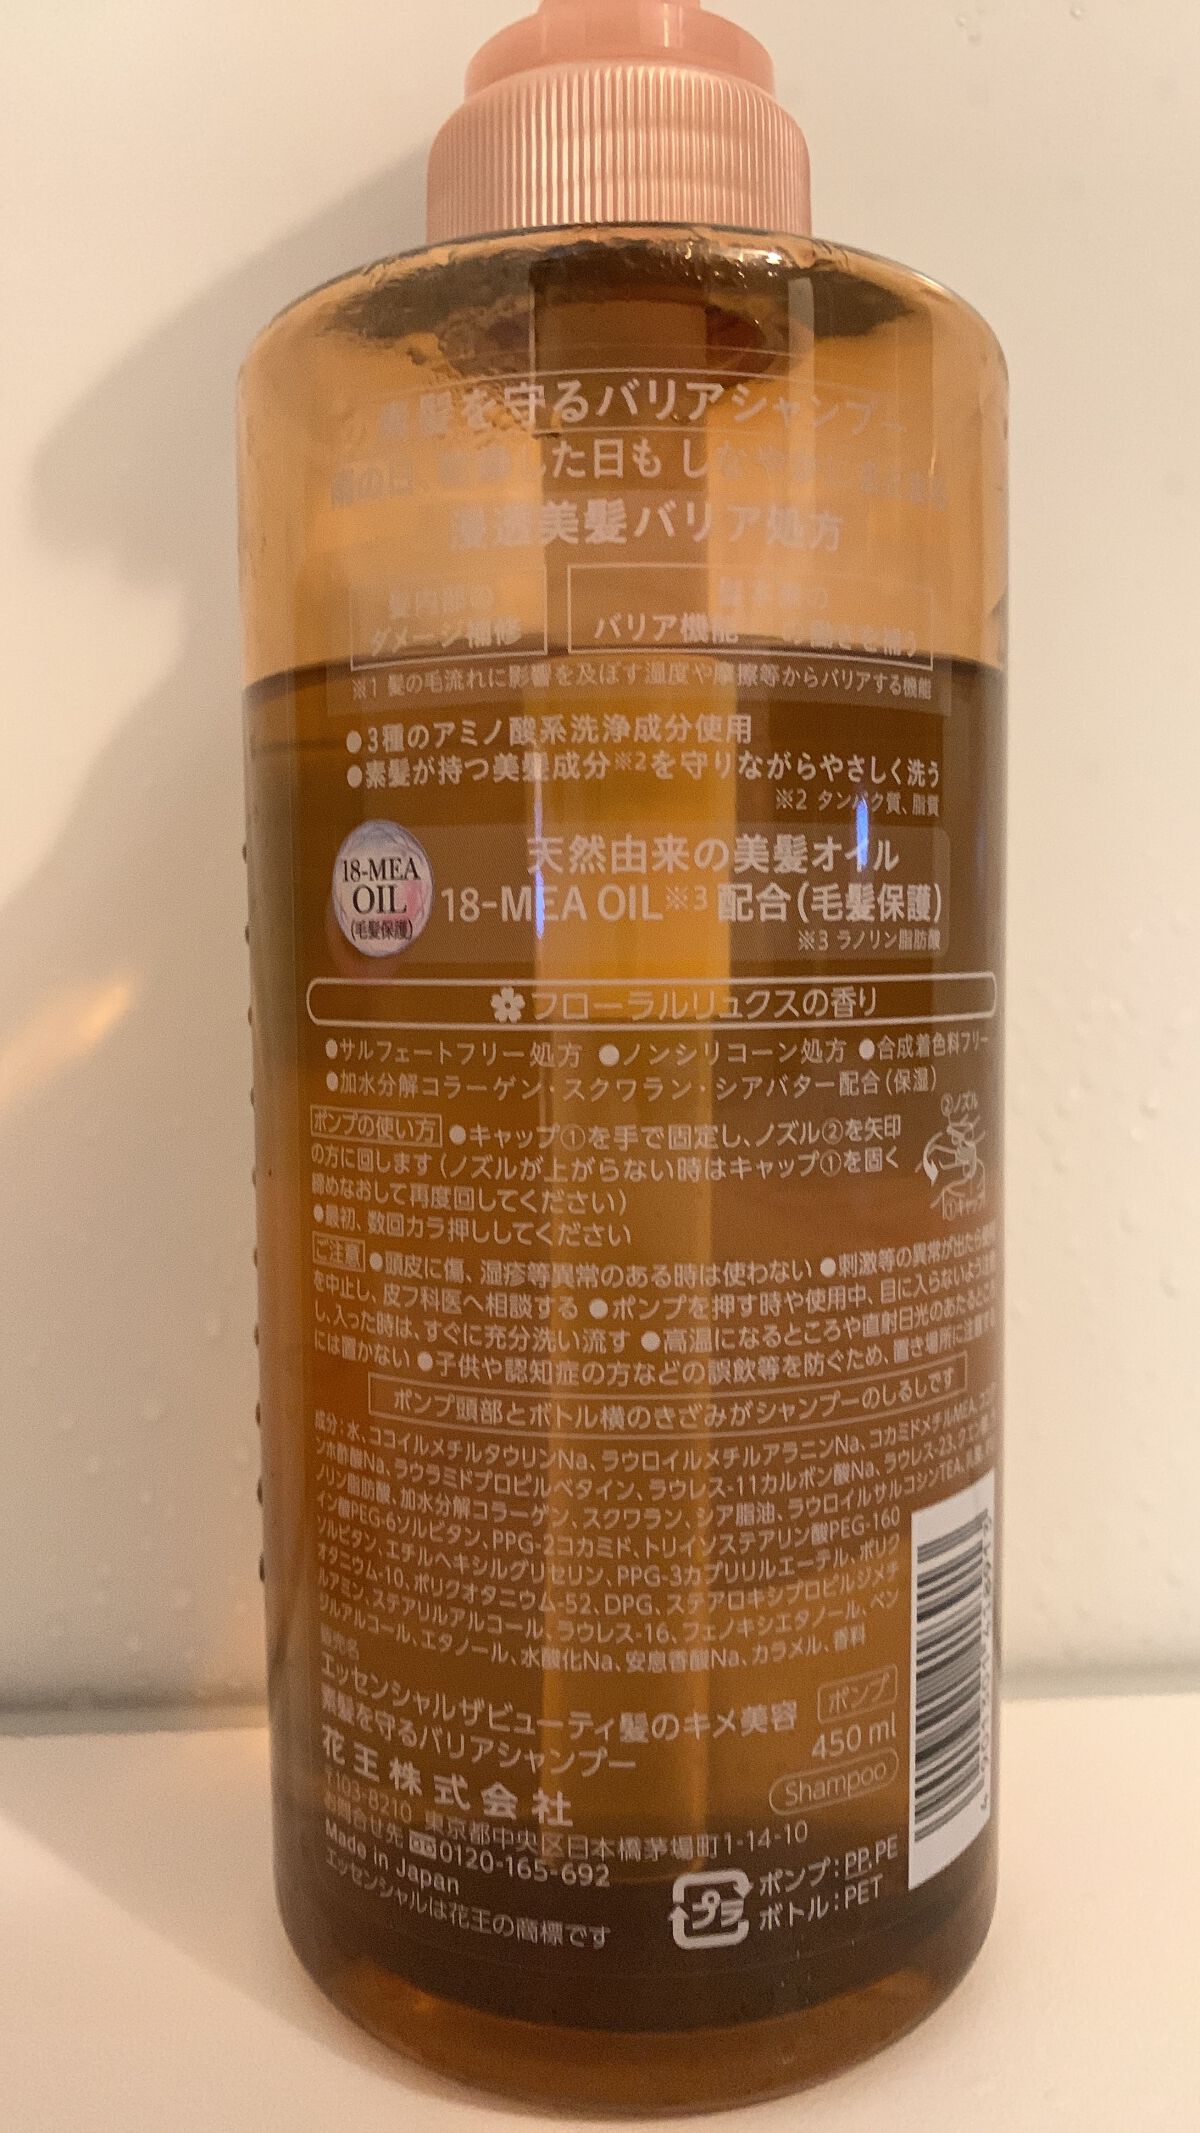 素髪を守るバリアシャンプー
雨の日、乾燥した日も しなやかに
浸透美髪バリア処方
髪内部の
ダメージ補修
バリア機能 の働きを補う
※1 髪の毛流れに影響を及ぼす湿度や摩擦等からバリアする機能
●3種のアミノ酸系洗浄成分使用
●素髪が持つ美髪成分※2を守りながらやさしく洗う
※2 タンパク質、脂質
18-MEA
OIL
(毛髪保護)
天然由来の美髪オイル
18-MEA OIL※3 配合(毛髪保護)
※3 ラノリン脂肪酸
フローラルリュクスの香り
●サルフェートフリー処方 ●ノンシリコーン処方 ●合成着色料フリー
●加水分解コラーゲン・スクワラン・シアバター配合(保湿)
ポンプの使い方 ●キャップ①を手で固定し、ノズル②を矢印
の方に回します(ノズルが上がらない時はキャップ①を固く
締めなおして再度回してください)
●最初、数回カラ押ししてください
②ノズル
①キャップ
ご注意 ●頭皮に傷、湿疹等異常のある時は使わない ●刺激等の異常が出たら使用
を中止し、皮フ科医へ相談する ●ポンプを押す時や使用中、目に入らないよう注意
し、入った時は、すぐに充分洗い流す ●高温になるところや直射日光のあたるところ
には置かない ●子供や認知症の方などの誤飲等を防ぐため、置き場所に注意する
ポンプ頭部とボトル横のきざみがシャンプーのしるしです
成分:水、ココイルメチルタウリンNa、ラウロイルメチルアラニンNa、コカミドメチルMEA、
ンホ酢酸Na、ラウラミドプロピルベタイン、ラウレス-11カルボン酸Na、ラウレス-23、クエン酸、
ノリン脂肪酸、加水分解コラーゲン、スクワラン、シア脂油、ラウロイルサルコシンTEA、乳酸、
イン酸PEG-6ソルビタン、PPG-2コカミド、トリイソステアリン酸PEG-160
ソルビタン、エチルヘキシルグリセリン、PPG-3カプリリルエーテル、ポリク
オタニウム-10、ポリクオタニウム-52、DPG、ステアロキシプロピルジメチ
ルアミン、ステアリルアルコール、ラウレス-16、フェノキシエタノール、ベン
ジルアルコール、エタノール、水酸化Na、安息香酸Na、カラメル、香料
販売名
エッセンシャルザビューティ髪のキメ美容
素髪を守るバリアシャンプー
ポンプ
450 ml
Shampoo
花王株式会社
〒103-8210 東京都中央区日本橋茅場町1-14-10
お問合せ先 0120-165-692
Made in Japan
エッセンシャルは花王の商標です
プラ
ポンプ:PP,PE
ボトル:PET